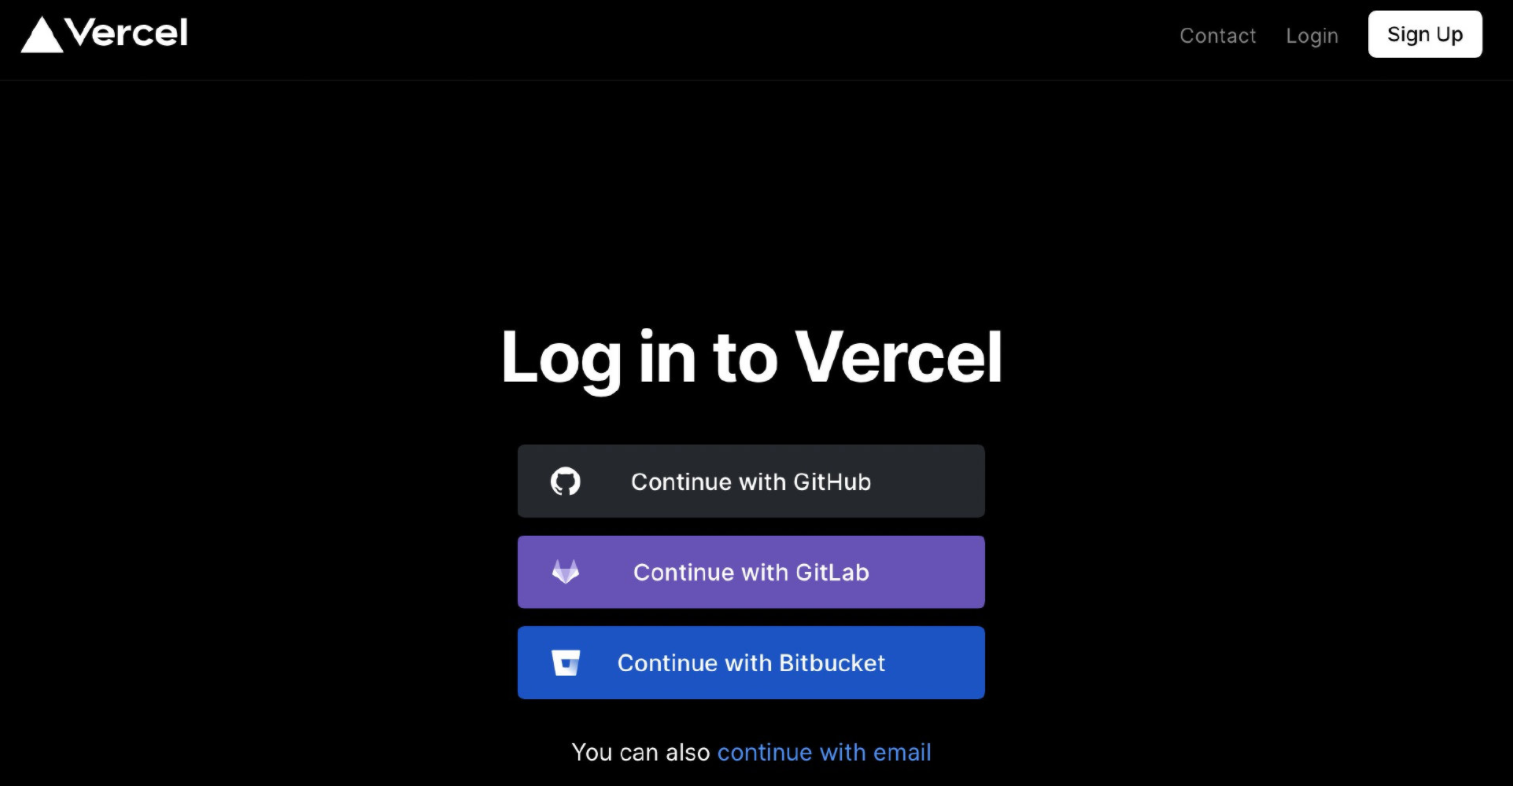 Vercel
Contact Login Sign Up
Log in to Vercel
Continue with GitHub
Continue with GitLab
Continue with Bitbucket
You can also continue with email